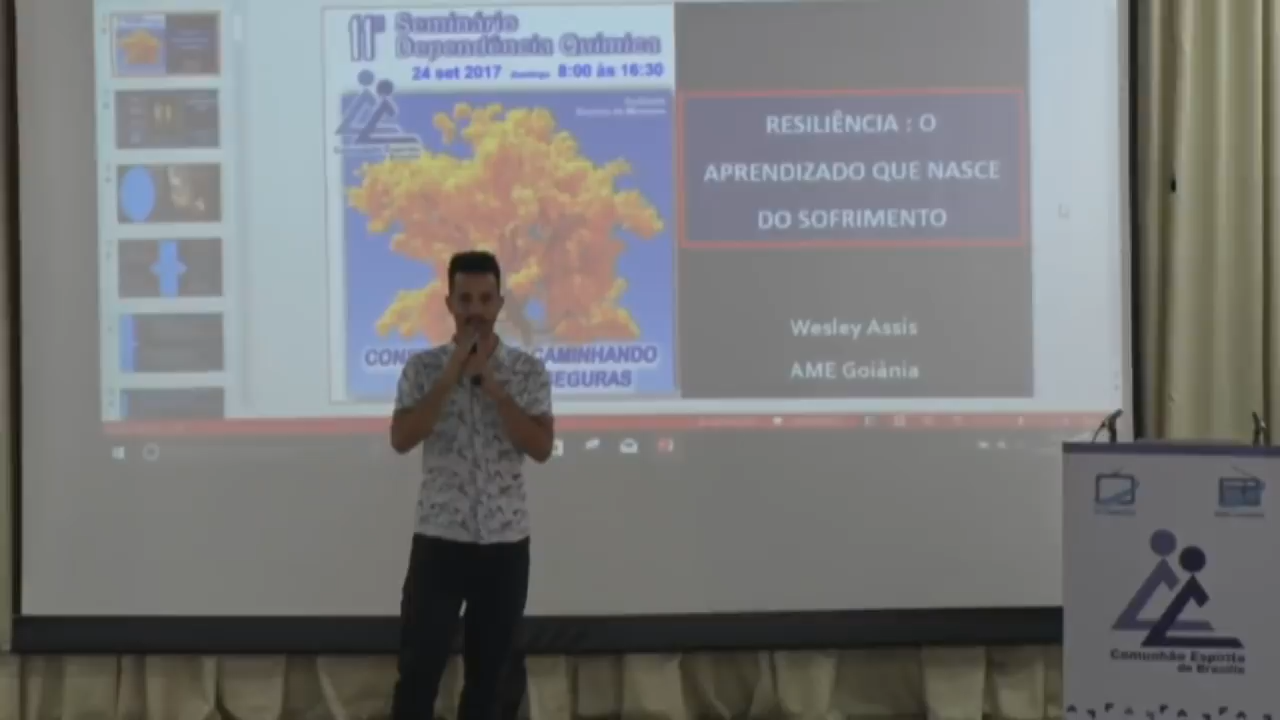 11º Seminário
Dependência Química
24 set 2017 domingo 8:00 às 16:30
CAMINHANDO
SEGURAS
RESILIÊNCIA : O
APRENDIZADO QUE NASCE
DO SOFRIMENTO
Wesley Assis
AME Goiânia
Comunhão Espírita
de Brasília